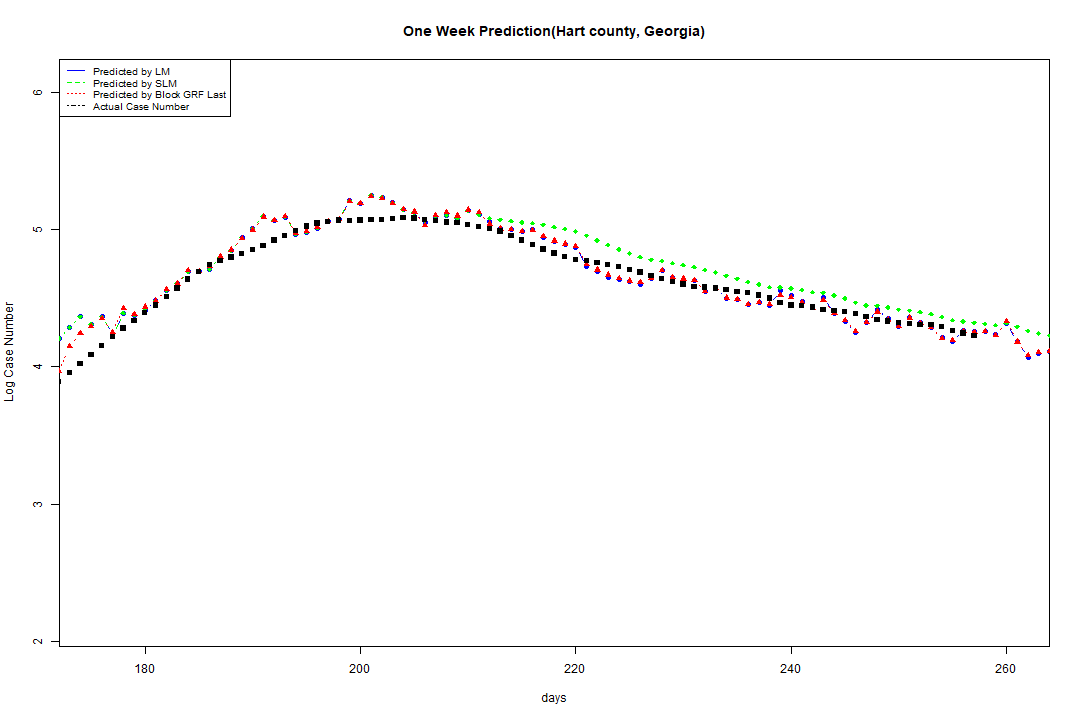 One Week Prediction(Hart county, Georgia)
Predicted by LM
Predicted by SLM
Predicted by Block GRF Last
Actual Case Number
6
5
4
3
2
Log Case Number
180 200 220 240 260
days